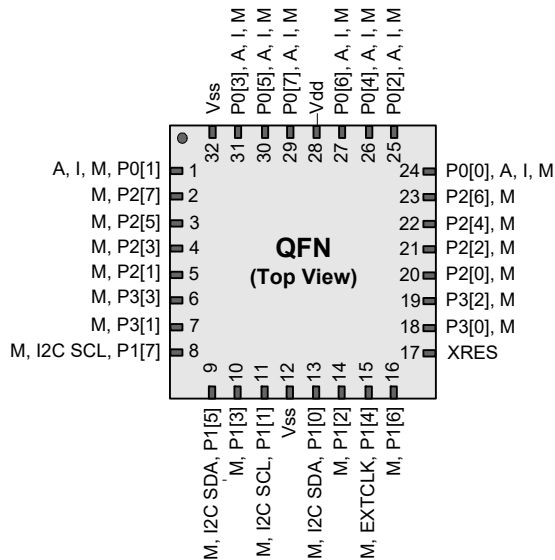 Vss
P0[3], A, I, M
P0[5], A, I, M
P0[7], A, I, M
Vdd
P0[6], A, I, M
P0[4], A, I, M
P0[2], A, I, M
32
31
30
29
28
27
26
25
A, I, M, P0[1]
M, P2[7]
M, P2[5]
M, P2[3]
M, P2[1]
M, P3[3]
M, P3[1]
M, I2C SCL, P1[7]
1
2
3
4
5
6
7
8
QFN
(Top View)
24
23
22
21
20
19
18
17
P0[0], A, I, M
P2[6], M
P2[4], M
P2[2], M
P2[0], M
P3[2], M
P3[0], M
XRES
9
10
11
12
13
14
15
16
M, I2C SDA, P1[5]
M, P1[3]
M, I2C SCL, P1[1]
Vss
M, I2C SDA, P1[0]
M, P1[2]
M, EXTCLK, P1[4]
M, P1[6]